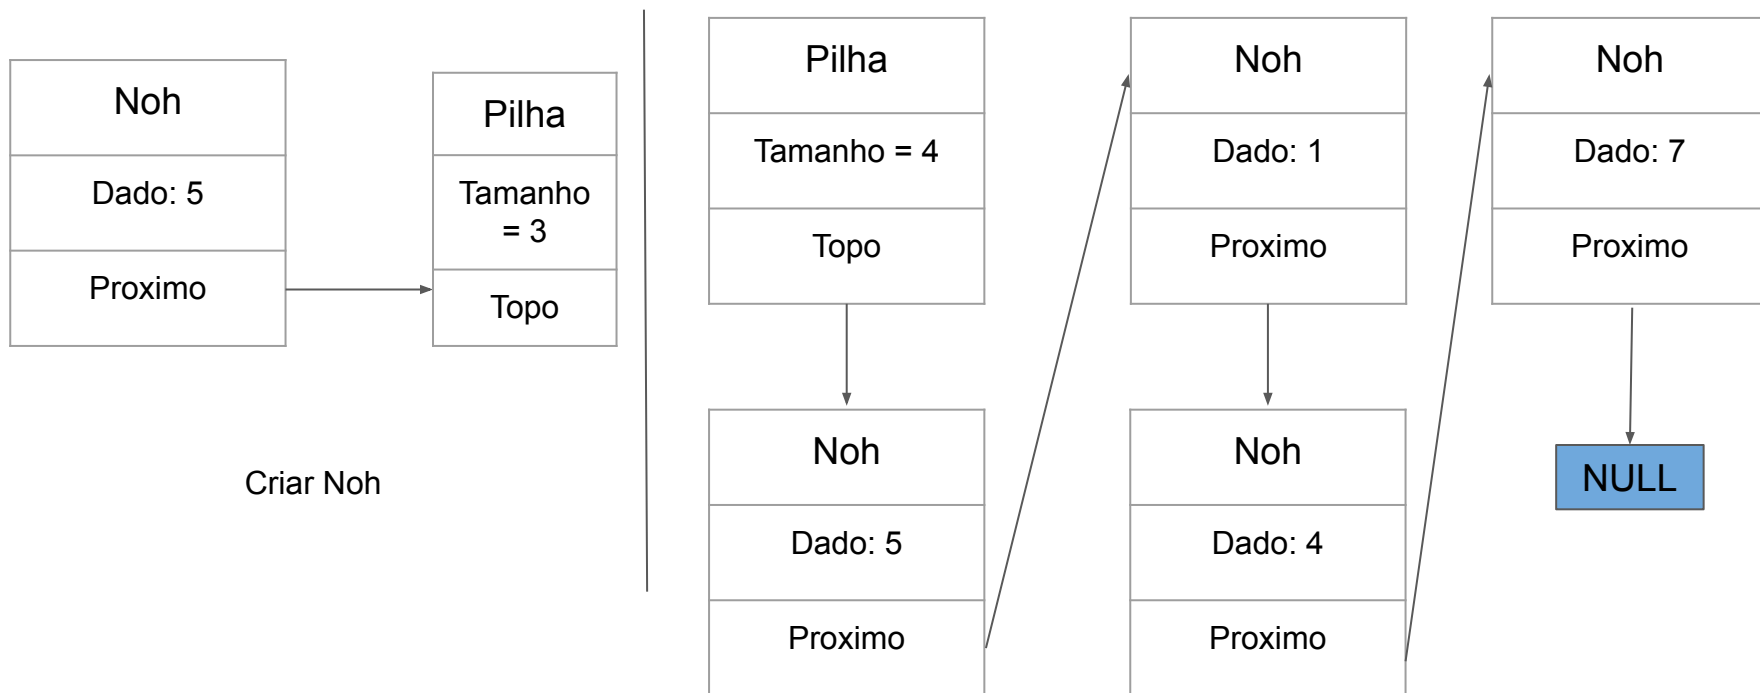 Noh
Dado: 5
Proximo
Pilha
Tamanho
= 3
Topo
Criar Noh
Pilha
Tamanho = 4
Topo
Noh
Dado: 5
Proximo
Noh
Dado: 1
Proximo
Noh
Dado: 4
Proximo
Noh
Dado: 7
Proximo
NULL